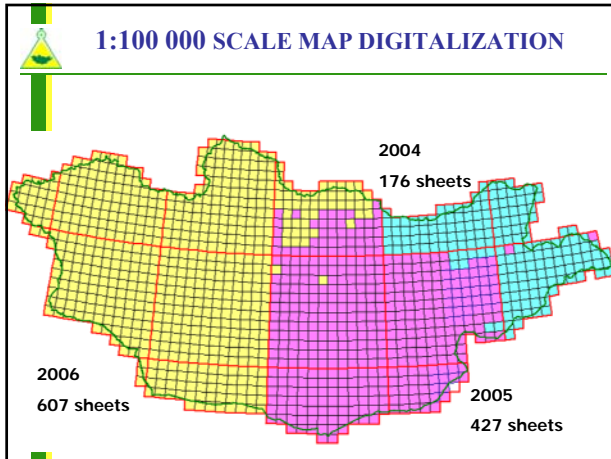 1:100 000 SCALE MAP DIGITALIZATION
2004
176 sheets
2006
607 sheets
2005
427 sheets